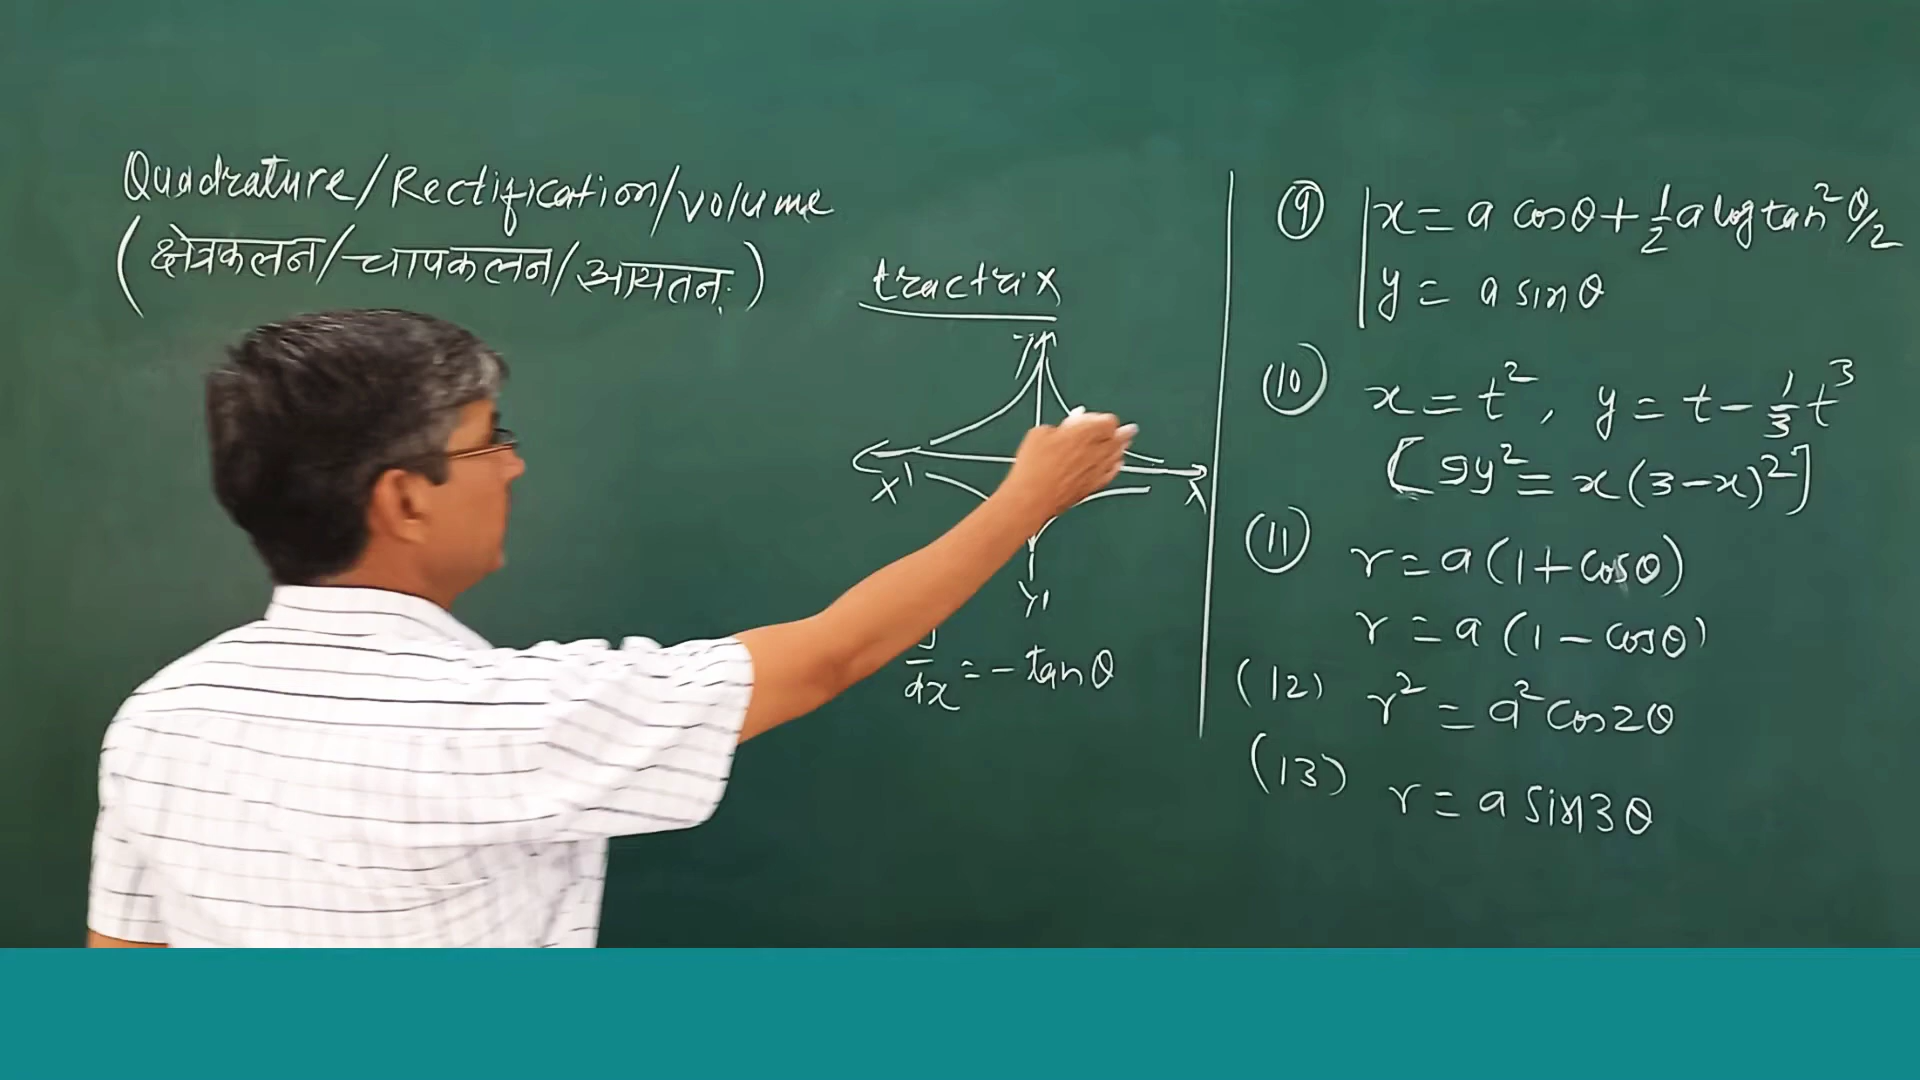 Quadrature/Rectification/volume
(क्षेत्रकलन/चापकलन/आयतन)
tractrix
x'
x
y'
dx = - tanθ
(9) x = a cosθ + 1/2 a log tan² θ/2
y = a sinθ
(10) x = t², y = t - 1/3 t³
[9y² = x(3-x)²]
(11) r = a(1+cosθ)
r = a(1-cosθ)
(12) r² = a² cos2θ
(13) r = a sin3θ